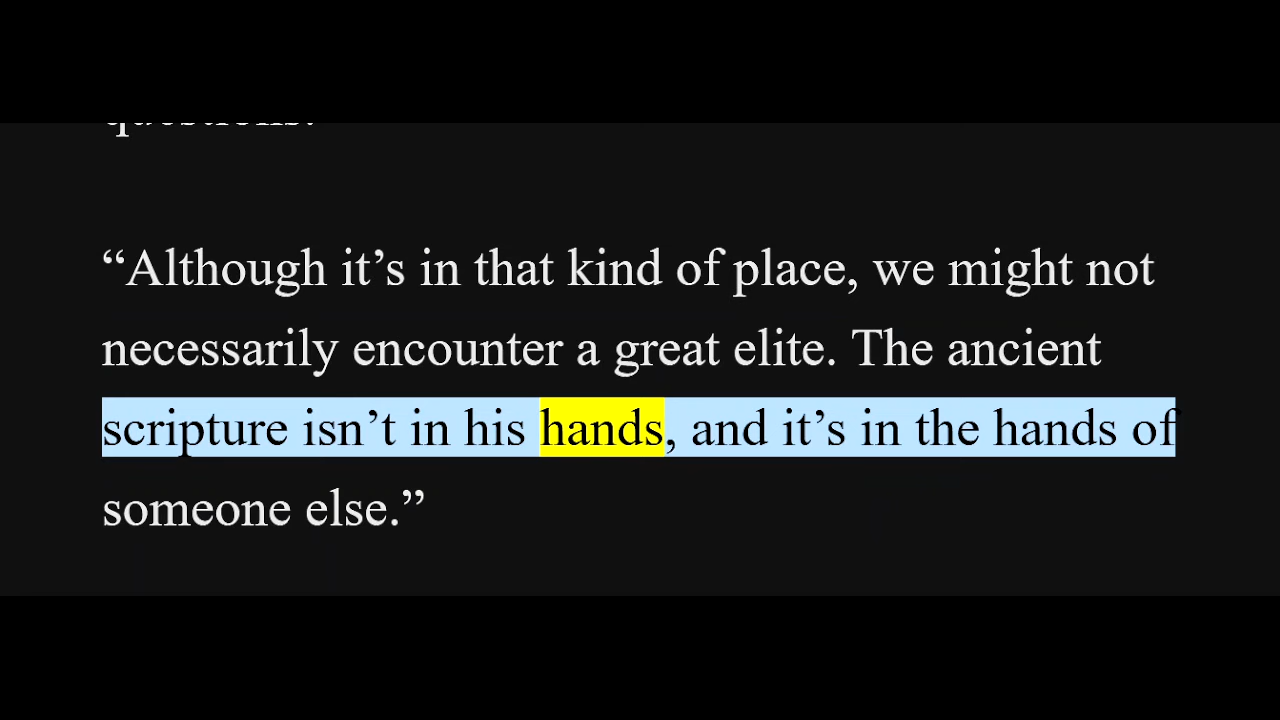 questions.
“Although it’s in that kind of place, we might not
necessarily encounter a great elite. The ancient
scripture isn’t in his hands, and it’s in the hands of
someone else.”